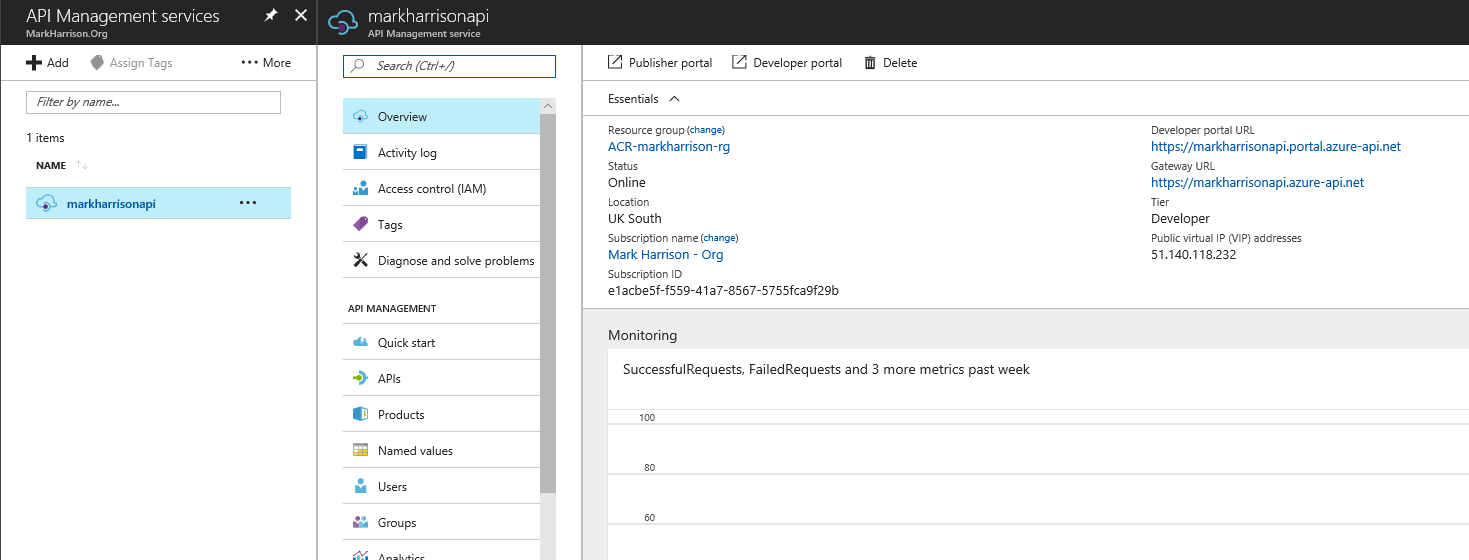 API Management services
MarkHarrison.Org
Add
Assign Tags
More
Filter by name...
1 items
NAME
markharrisonapi
markharrisonapi
API Management service
Search (Ctrl+/)
Overview
Activity log
Access control (IAM)
Tags
Diagnose and solve problems
API MANAGEMENT
Quick start
APIs
Products
Named values
Users
Groups
Analytics
Publisher portal
Developer portal
Delete
Essentials
Resource group (change)
ACR-markharrison-rg
Status
Online
Location
UK South
Subscription name (change)
Mark Harrison - Org
Subscription ID
e1acbe5f-f559-41a7-8567-5755fca9f29b
Developer portal URL
https://markharrisonapi.portal.azure-api.net
Gateway URL
https://markharrisonapi.azure-api.net
Tier
Developer
Public virtual IP (VIP) addresses
51.140.118.232
Monitoring
SuccessfulRequests, FailedRequests and 3 more metrics past week
100
80
60